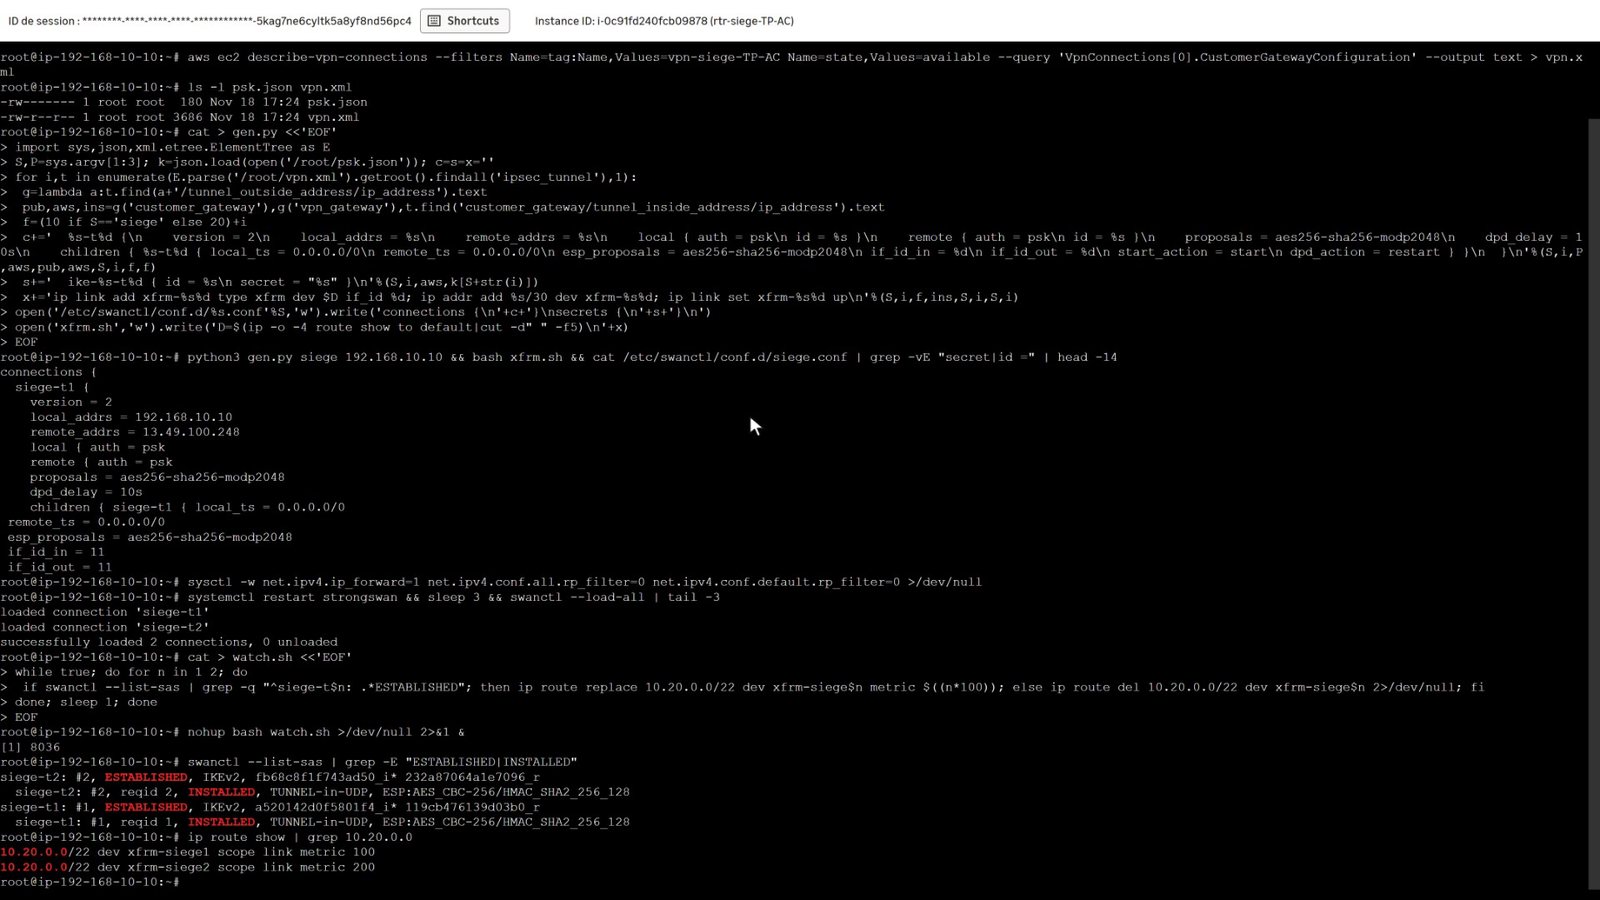 ID de session : ********-****-****-****-************-5kag7ne6cyltk5a8yf8nd56pc4 Shortcuts Instance ID: i-0c91fd240fcb09878 (rtr-siege-TP-AC)
root@ip-192-168-10-10:~# aws ec2 describe-vpn-connections --filters Name=tag:Name,Values=vpn-siege-TP-AC Name=state,Values=available --query 'VpnConnections[0].CustomerGatewayConfiguration' --output text > vpn.x
ml
root@ip-192-168-10-10:~# ls -l psk.json vpn.xml
-rw------- 1 root root  180 Nov 18 17:24 psk.json
-rw-r--r-- 1 root root 3686 Nov 18 17:24 vpn.xml
root@ip-192-168-10-10:~# cat > gen.py <<'EOF'
> import sys,json,xml.etree.ElementTree as E
> S,P=sys.argv[1:3]; k=json.load(open('/root/psk.json')); c=s=x=''
> for i,t in enumerate(E.parse('/root/vpn.xml').getroot().findall('ipsec_tunnel'),1):
>  g=lambda a:t.find(a+'/tunnel_outside_address/ip_address').text
>  pub,aws,ins=g('customer_gateway'),g('vpn_gateway'),t.find('customer_gateway/tunnel_inside_address/ip_address').text
>  f=(10 if S=='siege' else 20)+i
>  c+='  %s-t%d {\n    version = 2\n    local_addrs = %s\n    remote_addrs = %s\n    local { auth = psk\n id = %s }\n    remote { auth = psk\n id = %s }\n    proposals = aes256-sha256-modp2048\n    dpd_delay = 1
0s\n    children { %s-t%d { local_ts = 0.0.0.0/0\n remote_ts = 0.0.0.0/0\n esp_proposals = aes256-sha256-modp2048\n if_id_in = %d\n if_id_out = %d\n start_action = start\n dpd_action = restart } }\n  }\n'%(S,i,P
,aws,pub,aws,S,i,f,f)
>  s+='  ike-%s-t%d { id = %s\n secret = "%s" }\n'%(S,i,aws,k[S+str(i)])
>  x+='ip link add xfrm-%s%d type xfrm dev $D if_id %d; ip addr add %s/30 dev xfrm-%s%d; ip link set xfrm-%s%d up\n'%(S,i,f,ins,S,i,S,i)
> open('/etc/swanctl/conf.d/%s.conf'%S,'w').write('connections {\n'+c+'}\nsecrets {\n'+s+'}\n')
> open('xfrm.sh','w').write('D=$(ip -o -4 route show to default|cut -d" " -f5)\n'+x)
> EOF
root@ip-192-168-10-10:~# python3 gen.py siege 192.168.10.10 && bash xfrm.sh && cat /etc/swanctl/conf.d/siege.conf | grep -vE "secret|id =" | head -14
connections {
  siege-t1 {
    version = 2
    local_addrs = 192.168.10.10
    remote_addrs = 13.49.100.248
    local { auth = psk
    remote { auth = psk
    proposals = aes256-sha256-modp2048
    dpd_delay = 10s
    children { siege-t1 { local_ts = 0.0.0.0/0
 remote_ts = 0.0.0.0/0
 esp_proposals = aes256-sha256-modp2048
 if_id_in = 11
 if_id_out = 11
root@ip-192-168-10-10:~# sysctl -w net.ipv4.ip_forward=1 net.ipv4.conf.all.rp_filter=0 net.ipv4.conf.default.rp_filter=0 >/dev/null
root@ip-192-168-10-10:~# systemctl restart strongswan && sleep 3 && swanctl --load-all | tail -3
loaded connection 'siege-t1'
loaded connection 'siege-t2'
successfully loaded 2 connections, 0 unloaded
root@ip-192-168-10-10:~# cat > watch.sh <<'EOF'
> while true; do for n in 1 2; do
>  if swanctl --list-sas | grep -q "^siege-t$n: .*ESTABLISHED"; then ip route replace 10.20.0.0/22 dev xfrm-siege$n metric $((n*100)); else ip route del 10.20.0.0/22 dev xfrm-siege$n 2>/dev/null; fi
> done; sleep 1; done
> EOF
root@ip-192-168-10-10:~# nohup bash watch.sh >/dev/null 2>&1 &
[1] 8036
root@ip-192-168-10-10:~# swanctl --list-sas | grep -E "ESTABLISHED|INSTALLED"
siege-t2: #2, ESTABLISHED, IKEv2, fb68c8f1f743ad50_i* 232a87064a1e7096_r
  siege-t2: #2, reqid 2, INSTALLED, TUNNEL-in-UDP, ESP:AES_CBC-256/HMAC_SHA2_256_128
siege-t1: #1, ESTABLISHED, IKEv2, a520142d0f5801f4_i* 119cb476139d03b0_r
  siege-t1: #1, reqid 1, INSTALLED, TUNNEL-in-UDP, ESP:AES_CBC-256/HMAC_SHA2_256_128
root@ip-192-168-10-10:~# ip route show | grep 10.20.0.0
10.20.0.0/22 dev xfrm-siege1 scope link metric 100
10.20.0.0/22 dev xfrm-siege2 scope link metric 200
root@ip-192-168-10-10:~#